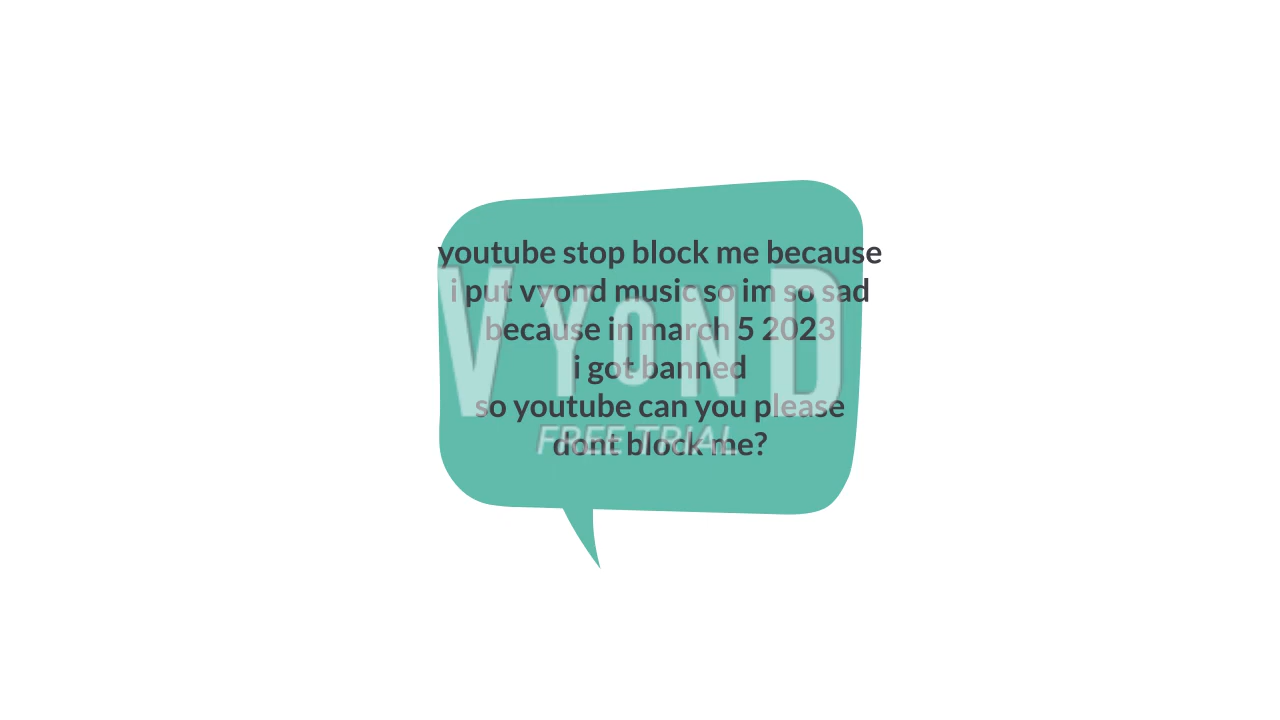 youtube stop block me because
i put vyond music so im so sad
because in march 5 2023
i got banned
so youtube can you please
dont block me?
VYOND
FREE TRIAL